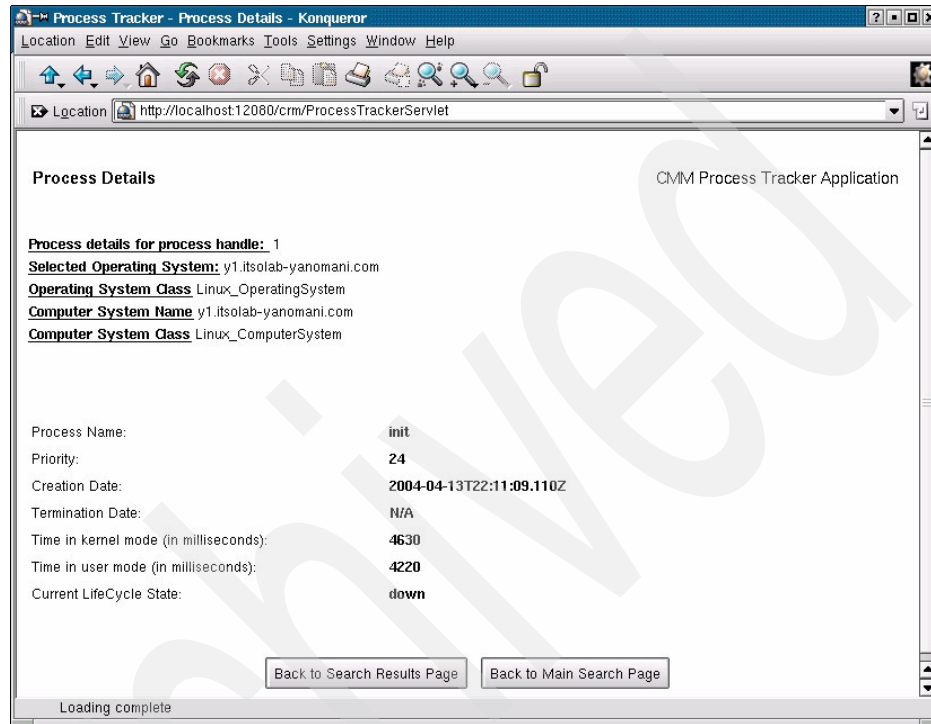 Process Tracker - Process Details - Konqueror
Location Edit View Go Bookmarks Tools Settings Window Help
Location http://localhost:12080/crm/ProcessTrackerServlet
Process Details CMM Process Tracker Application
Process details for process handle: 1
Selected Operating System: y1.itsolab-yanomani.com
Operating System Class Linux_OperatingSystem
Computer System Name y1.itsolab-yanomani.com
Computer System Class Linux_ComputerSystem
Process Name: init
Priority: 24
Creation Date: 2004-04-13T22:11:09.110Z
Termination Date: N/A
Time in kernel mode (in milliseconds): 4630
Time in user mode (in milliseconds): 4220
Current LifeCycle State: down
Back to Search Results Page Back to Main Search Page
Loading complete